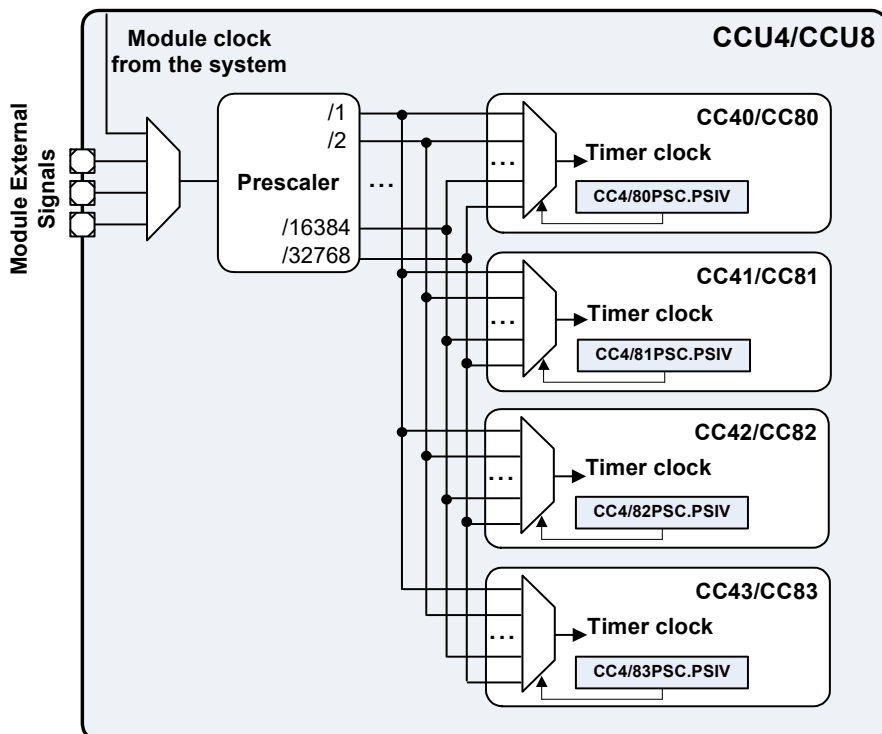 CCU4/CCU8
Module clock
from the system
Module External
Signals
Prescaler
/1
/2
...
/16384
/32768
CC40/CC80
...
Timer clock
CC4/80PSC.PSIV
CC41/CC81
...
Timer clock
CC4/81PSC.PSIV
CC42/CC82
...
Timer clock
CC4/82PSC.PSIV
CC43/CC83
...
Timer clock
CC4/83PSC.PSIV